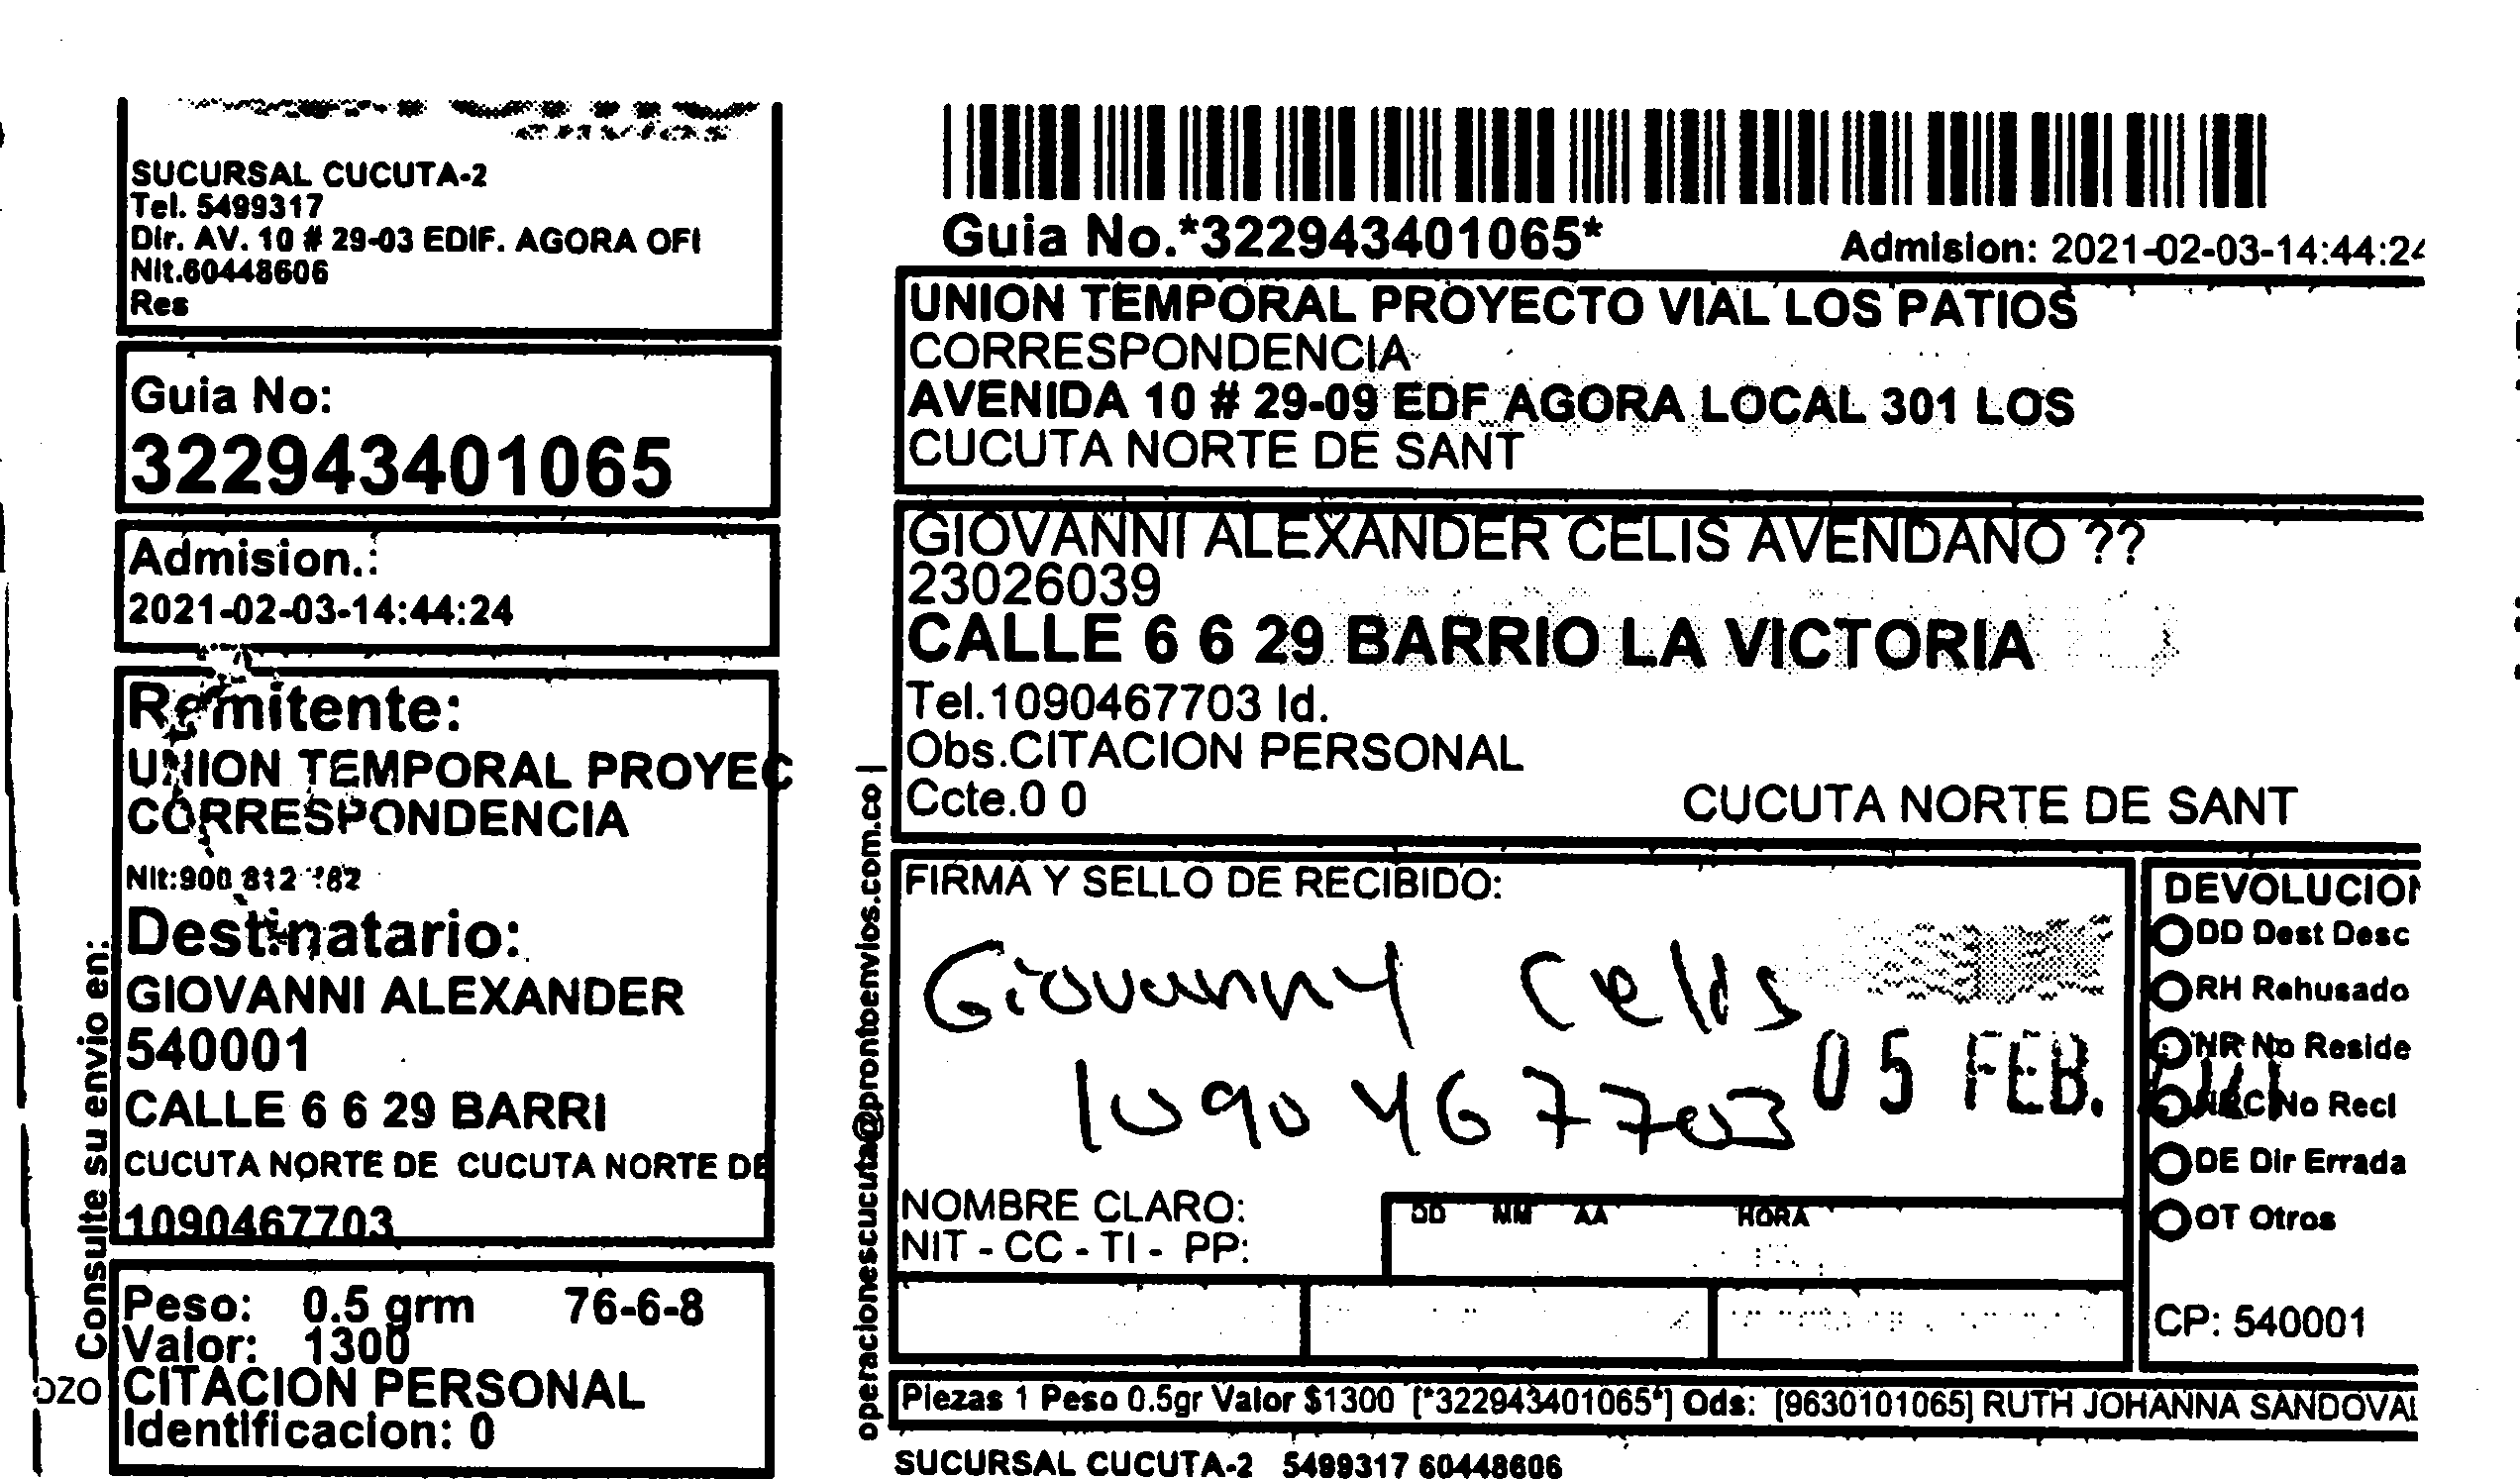 SUCURSAL CUCUTA-2
Tel. 5499317
Dir. AV. 10 # 29-03 EDIF. AGORA OFI
Nit.60448606
Res
Guia No:
322943401065
Admision.:
2021-02-03-14:44:24
Remitente:
UNION TEMPORAL PROYEC
CORRESPONDENCIA
Nit:900 812
Destinatario:
GIOVANNI ALEXANDER
540001
CALLE 6 6 29 BARRI
CUCUTA NORTE DE CUCUTA NORTE DE
1090467703
Peso: 0.5 grm 76-6-8
Valor: 1300
CITACION PERSONAL
Identificacion: 0
Consulte su envio en:
OZO
operacionescucuta@prontoenvios.com.co |
Guia No.*322943401065*
Admision: 2021-02-03-14:44:24
UNION TEMPORAL PROYECTO VIAL LOS PATIOS
CORRESPONDENCIA
AVENIDA 10 # 29-09 EDF AGORA LOCAL 301 LOS
CUCUTA NORTE DE SANT
GIOVANNI ALEXANDER CELIS AVENDANO ??
23026039
CALLE 6 6 29 BARRIO LA VICTORIA
Tel.1090467703 Id.
Obs.CITACION PERSONAL
Ccte.0 0 CUCUTA NORTE DE SANT
FIRMA Y SELLO DE RECIBIDO:
Giovanny Celis
1090467703
05 FEB.
NOMBRE CLARO:
NIT - CC - TI - PP:
DD MM AA HORA
DEVOLUCION
DD Dest Desc
RH Rehusado
NR No Reside
No Recl
DE Dir Errada
OT Otros
CP: 540001
Piezas 1 Peso 0.5gr Valor $1300 [*322943401065*] Ods: [9630101065] RUTH JOHANNA SANDOVAL
SUCURSAL CUCUTA-2 5499317 60448606